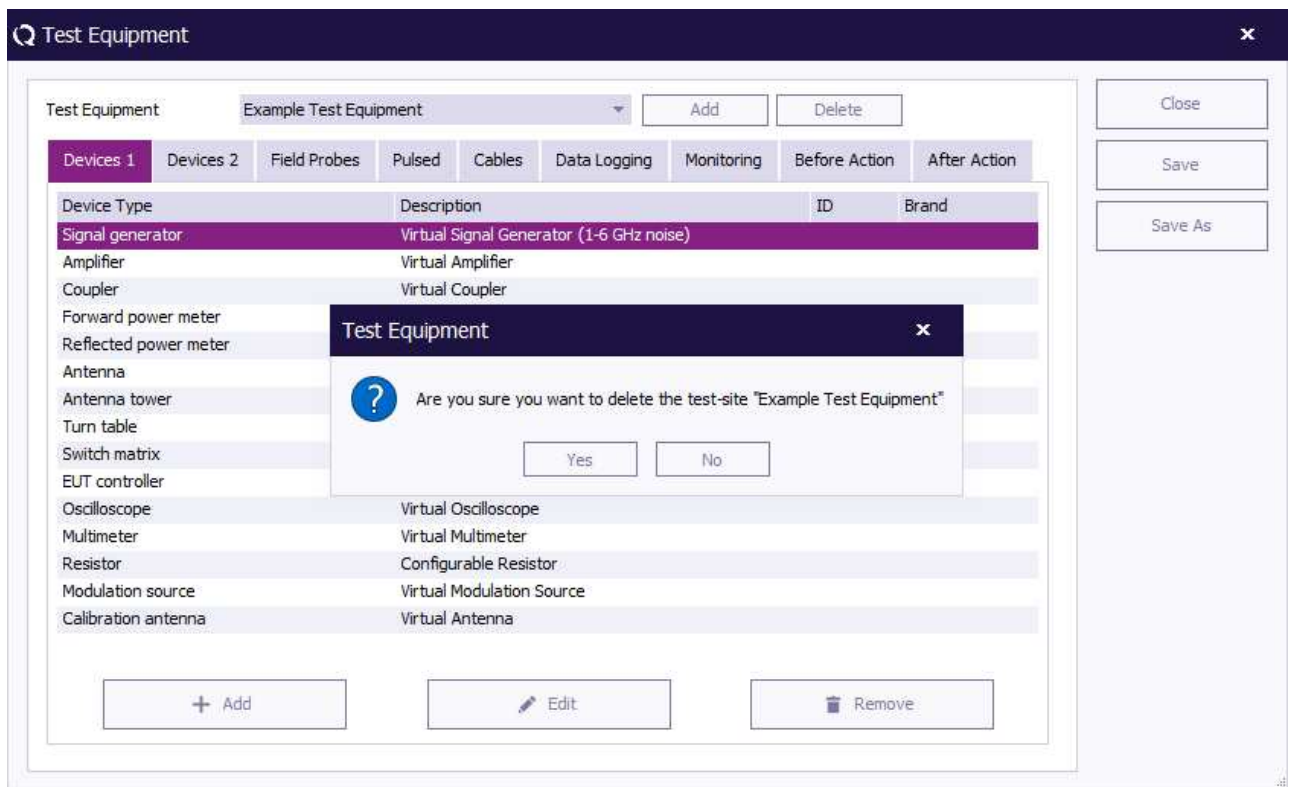 Test Equipment
Close
Test Equipment Example Test Equipment Add Delete
Devices 1 Devices 2 Field Probes Pulsed Cables Data Logging Monitoring Before Action After Action
Save
Device Type Description ID Brand
Save As
Signal generator Virtual Signal Generator (1-6 GHz noise)
Amplifier Virtual Amplifier
Coupler Virtual Coupler
Forward power meter
Reflected power meter
Antenna
Antenna tower
Turn table
Switch matrix
EUT controller
Test Equipment
Are you sure you want to delete the test-site "Example Test Equipment"
Yes No
Oscilloscope Virtual Oscilloscope
Multimeter Virtual Multimeter
Resistor Configurable Resistor
Modulation source Virtual Modulation Source
Calibration antenna Virtual Antenna
+ Add Edit Remove